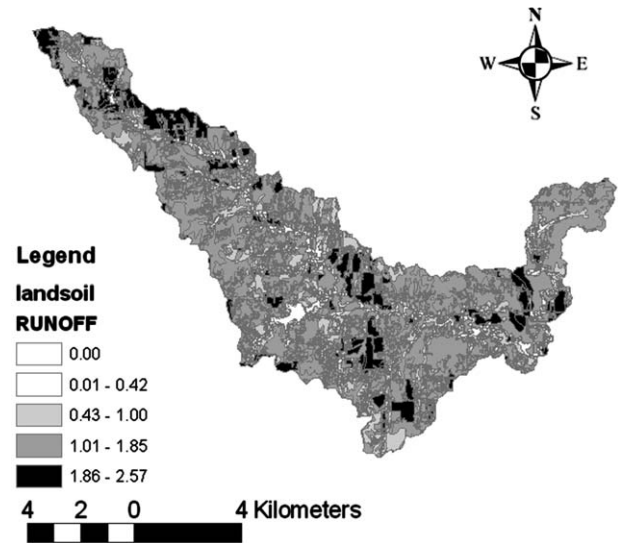 N
W E
S
Legend
landsoil
RUNOFF
0.00
0.01 - 0.42
0.43 - 1.00
1.01 - 1.85
1.86 - 2.57
4 2 0 4 Kilometers